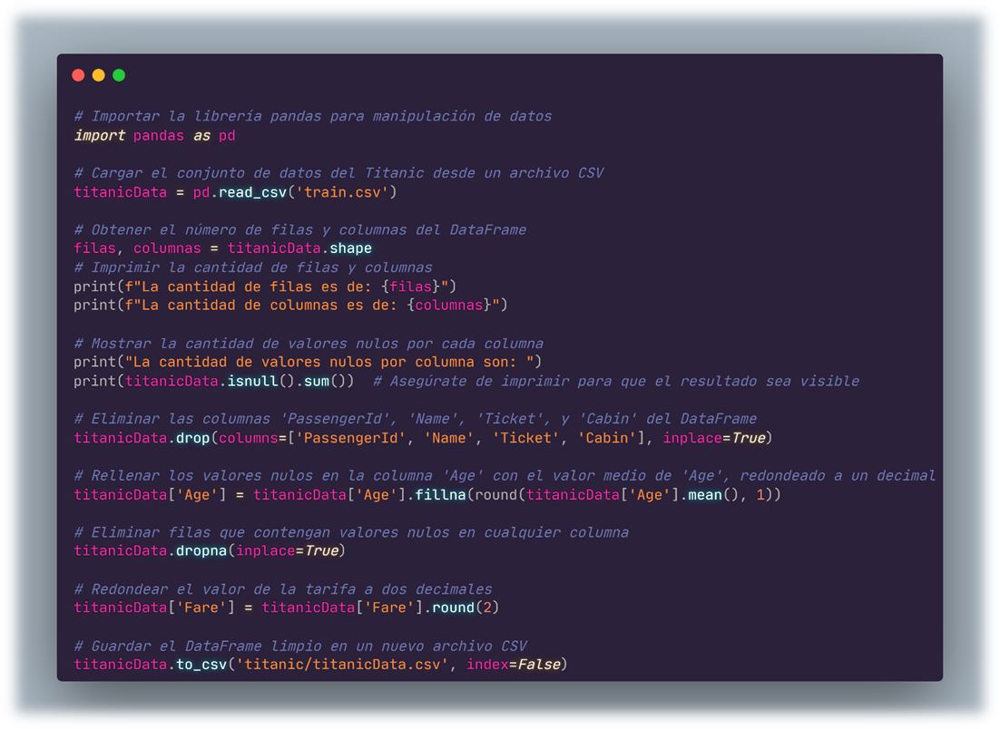 # Importar la librería pandas para manipulación de datos
import pandas as pd
# Cargar el conjunto de datos del Titanic desde un archivo CSV
titanicData = pd.read_csv('train.csv')
# Obtener el número de filas y columnas del DataFrame
filas, columnas = titanicData.shape
# Imprimir la cantidad de filas y columnas
print(f"La cantidad de filas es de: {filas}")
print(f"La cantidad de columnas es de: {columnas}")
# Mostrar la cantidad de valores nulos por cada columna
print("La cantidad de valores nulos por columna son: ")
print(titanicData.isnull().sum())  # Asegúrate de imprimir para que el resultado sea visible
# Eliminar las columnas 'PassengerId', 'Name', 'Ticket', y 'Cabin' del DataFrame
titanicData.drop(columns=['PassengerId', 'Name', 'Ticket', 'Cabin'], inplace=True)
# Rellenar los valores nulos en la columna 'Age' con el valor medio de 'Age', redondeado a un decimal
titanicData['Age'] = titanicData['Age'].fillna(round(titanicData['Age'].mean(), 1))
# Eliminar filas que contengan valores nulos en cualquier columna
titanicData.dropna(inplace=True)
# Redondear el valor de la tarifa a dos decimales
titanicData['Fare'] = titanicData['Fare'].round(2)
# Guardar el DataFrame limpio en un nuevo archivo CSV
titanicData.to_csv('titanic/titanicData.csv', index=False)